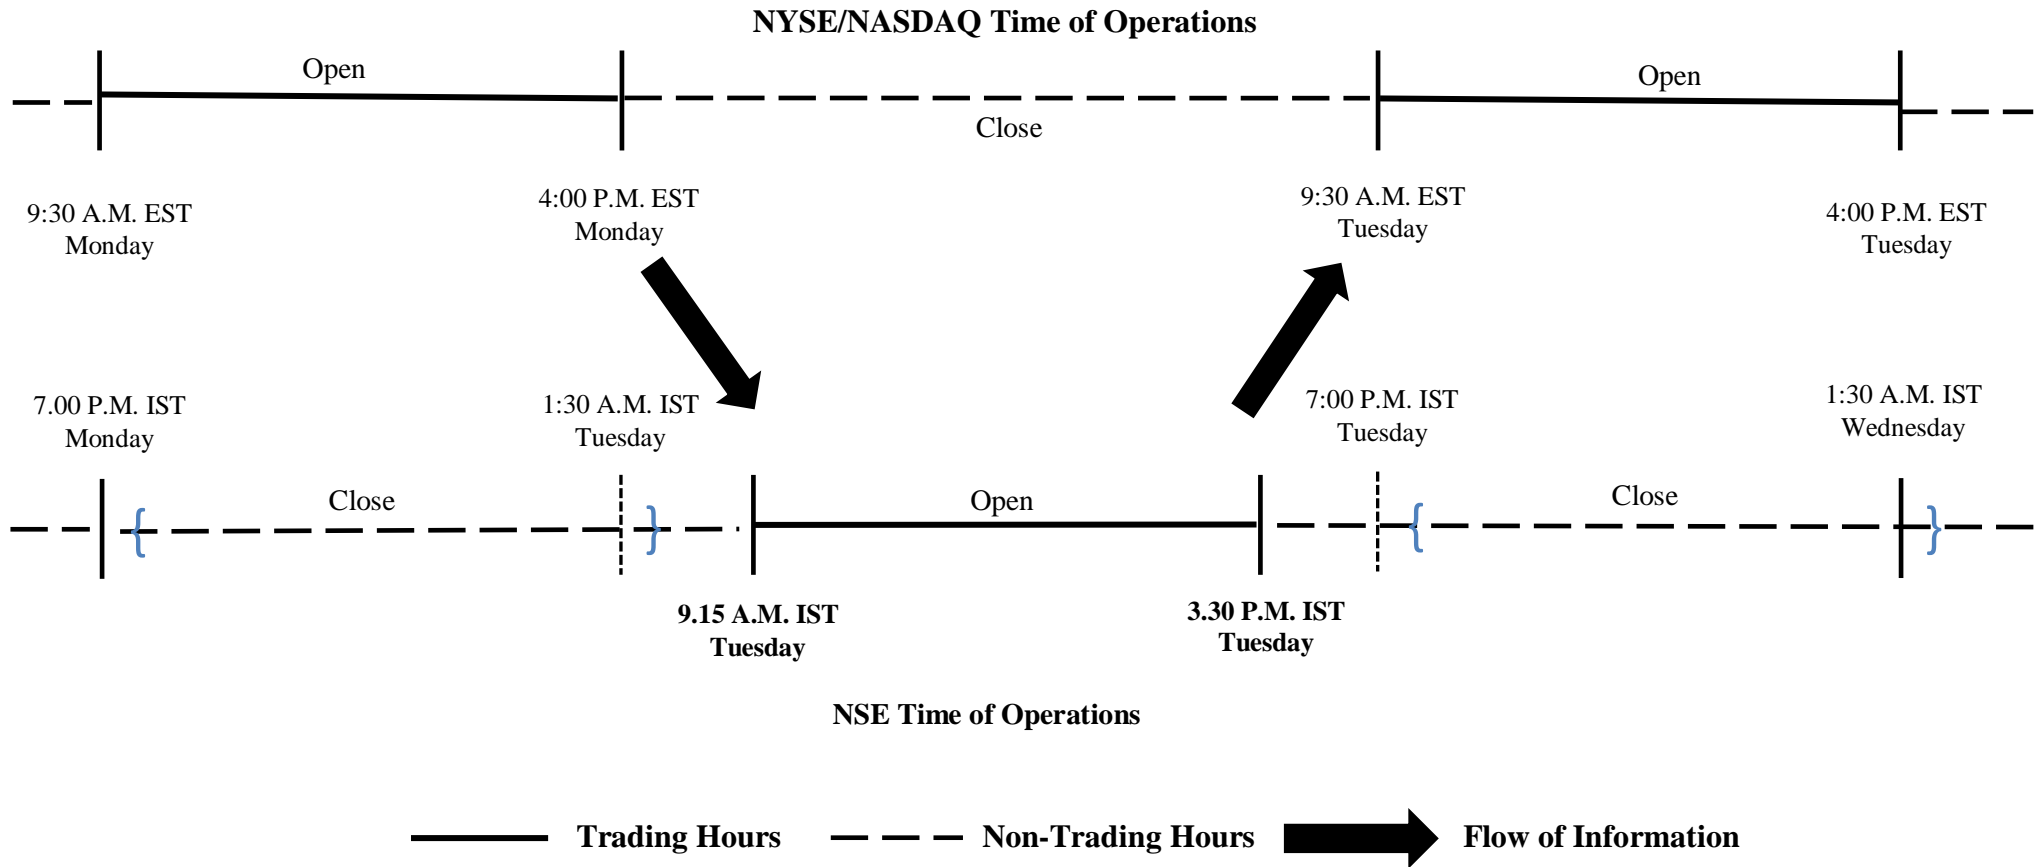 NYSE/NASDAQ Time of Operations
Open
Close
Open
9:30 A.M. EST
Monday
4:00 P.M. EST
Monday
9:30 A.M. EST
Tuesday
4:00 P.M. EST
Tuesday
7.00 P.M. IST
Monday
1:30 A.M. IST
Tuesday
7:00 P.M. IST
Tuesday
1:30 A.M. IST
Wednesday
{
Close
}
Open
{
Close
}
9.15 A.M. IST
Tuesday
3.30 P.M. IST
Tuesday
NSE Time of Operations
Trading Hours
Non-Trading Hours
Flow of Information